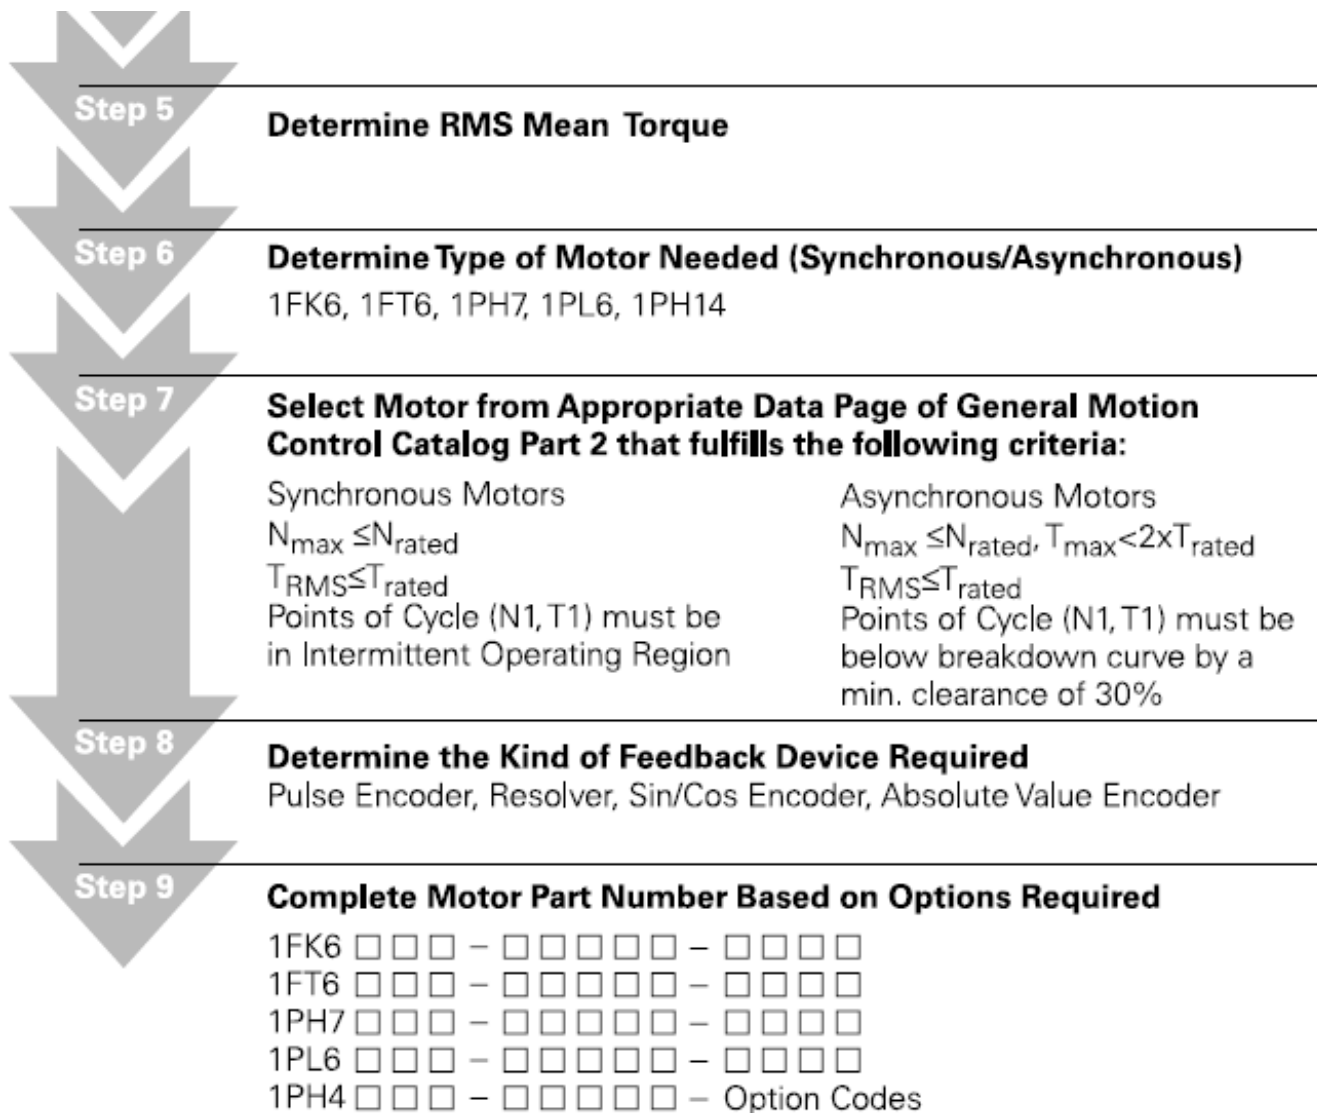 Step 5
Determine RMS Mean Torque
Step 6
Determine Type of Motor Needed (Synchronous/Asynchronous)
1FK6, 1FT6, 1PH7, 1PL6, 1PH14
Step 7
Select Motor from Appropriate Data Page of General Motion
Control Catalog Part 2 that fulfills the following criteria:
Synchronous Motors
Nmax ≤Nrated
TRMS≤Trated
Points of Cycle (N1, T1) must be
in Intermittent Operating Region
Asynchronous Motors
Nmax ≤Nrated, Tmax<2xTrated
TRMS≤Trated
Points of Cycle (N1, T1) must be
below breakdown curve by a
min. clearance of 30%
Step 8
Determine the Kind of Feedback Device Required
Pulse Encoder, Resolver, Sin/Cos Encoder, Absolute Value Encoder
Step 9
Complete Motor Part Number Based on Options Required
1FK6 □ □ □ – □ □ □ □ □ – □ □ □ □
1FT6 □ □ □ – □ □ □ □ □ – □ □ □ □
1PH7 □ □ □ – □ □ □ □ □ – □ □ □ □
1PL6 □ □ □ – □ □ □ □ □ – □ □ □ □
1PH4 □ □ □ – □ □ □ □ □ – Option Codes